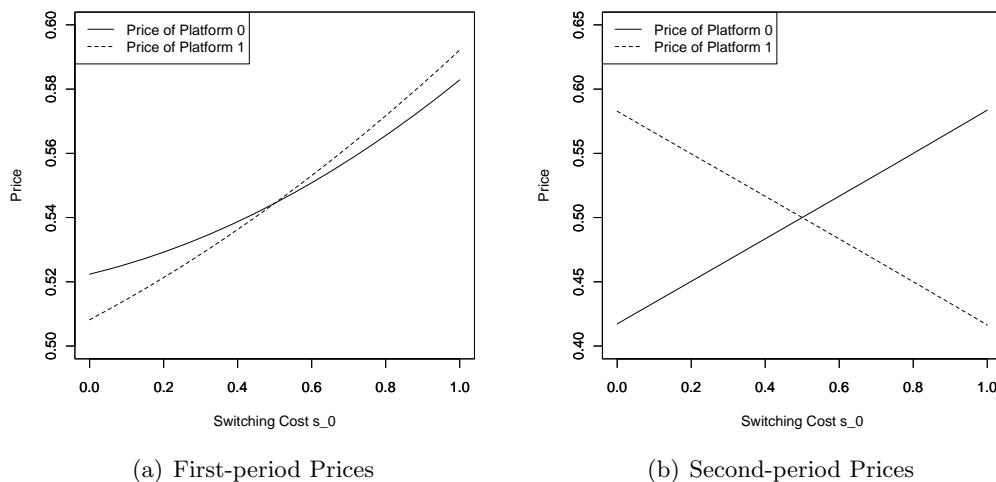 Price of Platform 0
Price of Platform 1
0.60
0.58
0.56
0.54
0.52
0.50
Price
0.0 0.2 0.4 0.6 0.8 1.0
Switching Cost s_0
(a) First-period Prices
Price of Platform 0
Price of Platform 1
0.65
0.60
0.55
0.50
0.45
0.40
Price
0.0 0.2 0.4 0.6 0.8 1.0
Switching Cost s_0
(b) Second-period Prices